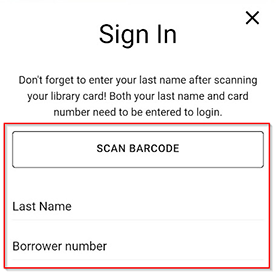 Sign In
Don't forget to enter your last name after scanning
your library card! Both your last name and card
number need to be entered to login.
SCAN BARCODE
Last Name
Borrower number